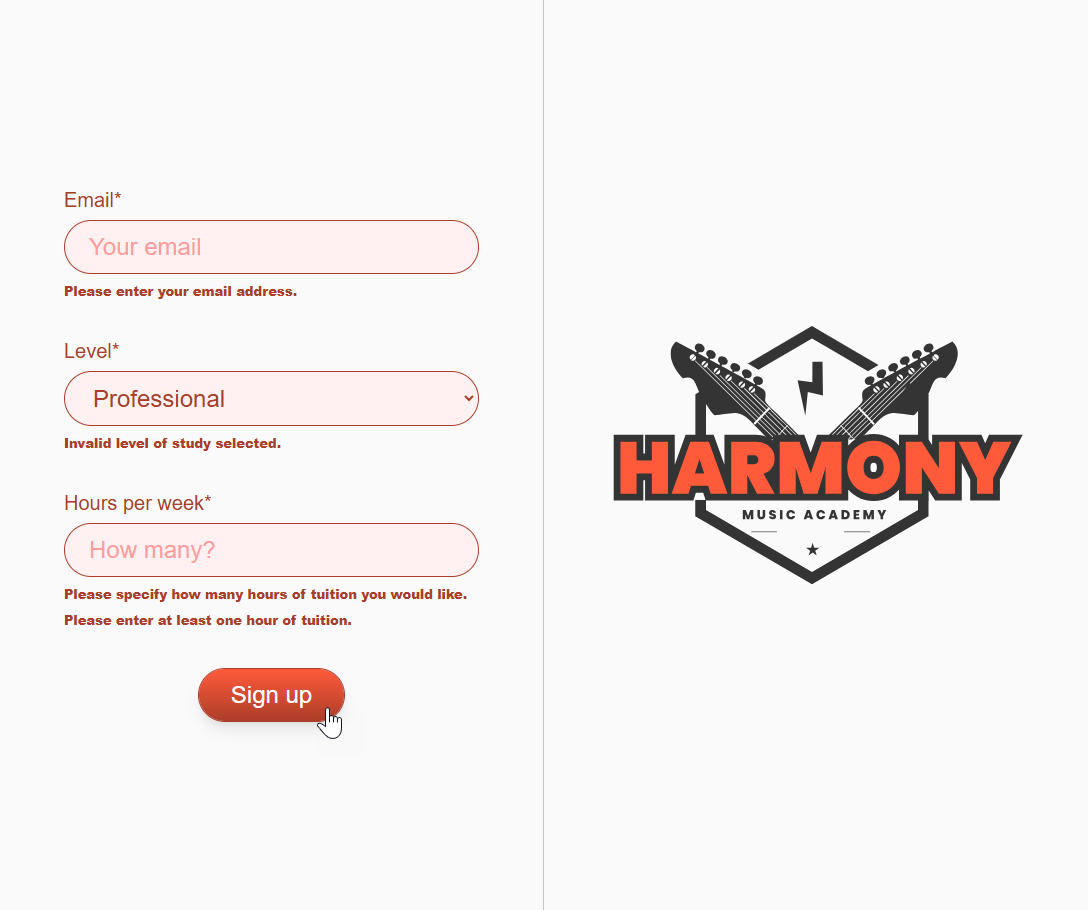 Email*
Your email
Please enter your email address.
Level*
Professional
Invalid level of study selected.
Hours per week*
How many?
Please specify how many hours of tuition you would like.
Please enter at least one hour of tuition.
Sign up
HARMONY
MUSIC ACADEMY